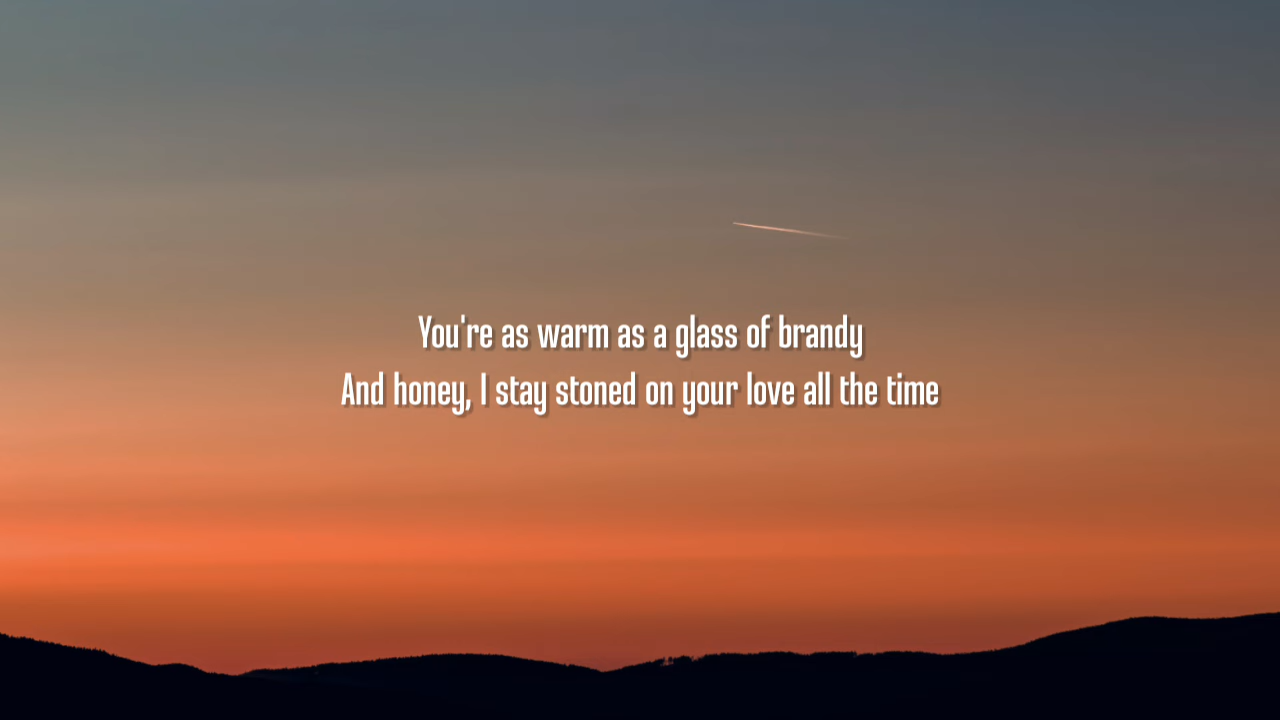 You're as warm as a glass of brandy
And honey, I stay stoned on your love all the time